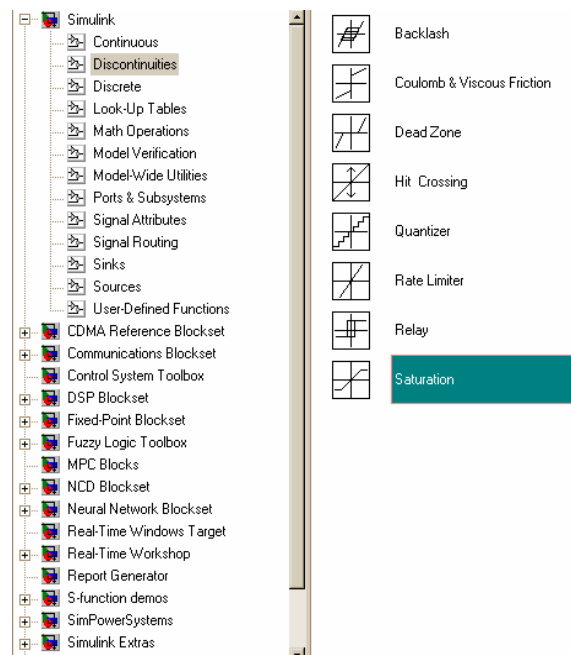 Simulink
Continuous
Discontinuities
Discrete
Look-Up Tables
Math Operations
Model Verification
Model-Wide Utilities
Ports & Subsystems
Signal Attributes
Signal Routing
Sinks
Sources
User-Defined Functions
CDMA Reference Blockset
Communications Blockset
Control System Toolbox
DSP Blockset
Fixed-Point Blockset
Fuzzy Logic Toolbox
MPC Blocks
NCD Blockset
Neural Network Blockset
Real-Time Windows Target
Real-Time Workshop
Report Generator
S-function demos
SimPowerSystems
Simulink Extras
Backlash
Coulomb & Viscous Friction
Dead Zone
Hit Crossing
Quantizer
Rate Limiter
Relay
Saturation